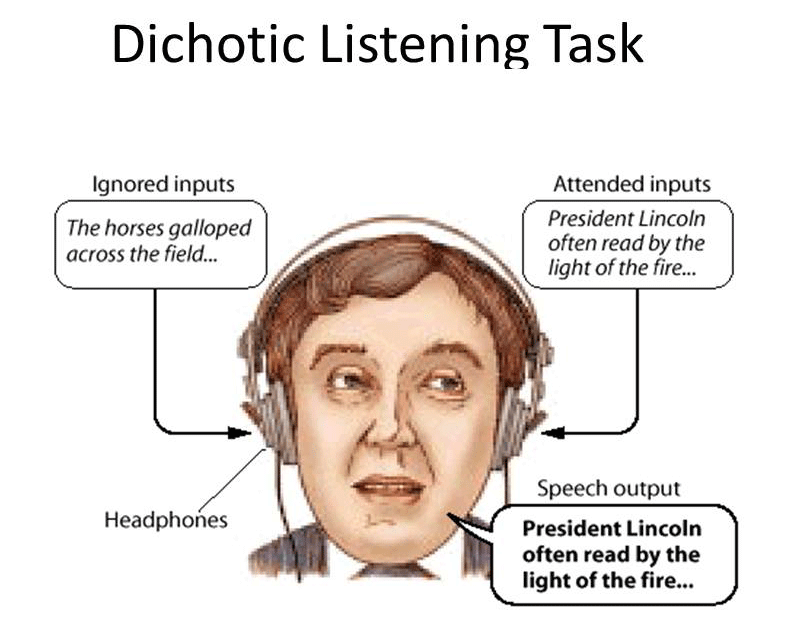 Dichotic Listening Task
Ignored inputs
The horses galloped
across the field...
Attended inputs
President Lincoln
often read by the
light of the fire...
Headphones
Speech output
President Lincoln
often read by the
light of the fire...